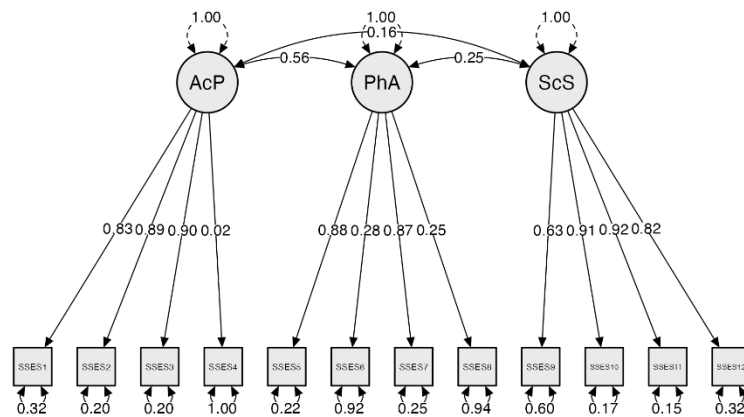 1.00 1.00 1.00
0.16
0.56 0.25
AcP PhA ScS
0.83 0.89 0.90 0.02 0.88 0.28 0.87 0.25 0.63 0.91 0.92 0.82
SSES1 SSES2 SSES3 SSES4 SSES5 SSES6 SSES7 SSES8 SSES9 SSES10 SSES11 SSES12
0.32 0.20 0.20 1.00 0.22 0.92 0.25 0.94 0.60 0.17 0.15 0.32